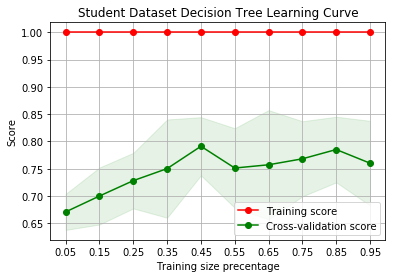 Student Dataset Decision Tree Learning Curve
1.00
0.95
0.90
0.85
0.80
0.75
0.70
0.65
Score
Training score
Cross-validation score
0.05 0.15 0.25 0.35 0.45 0.55 0.65 0.75 0.85 0.95
Training size precentage